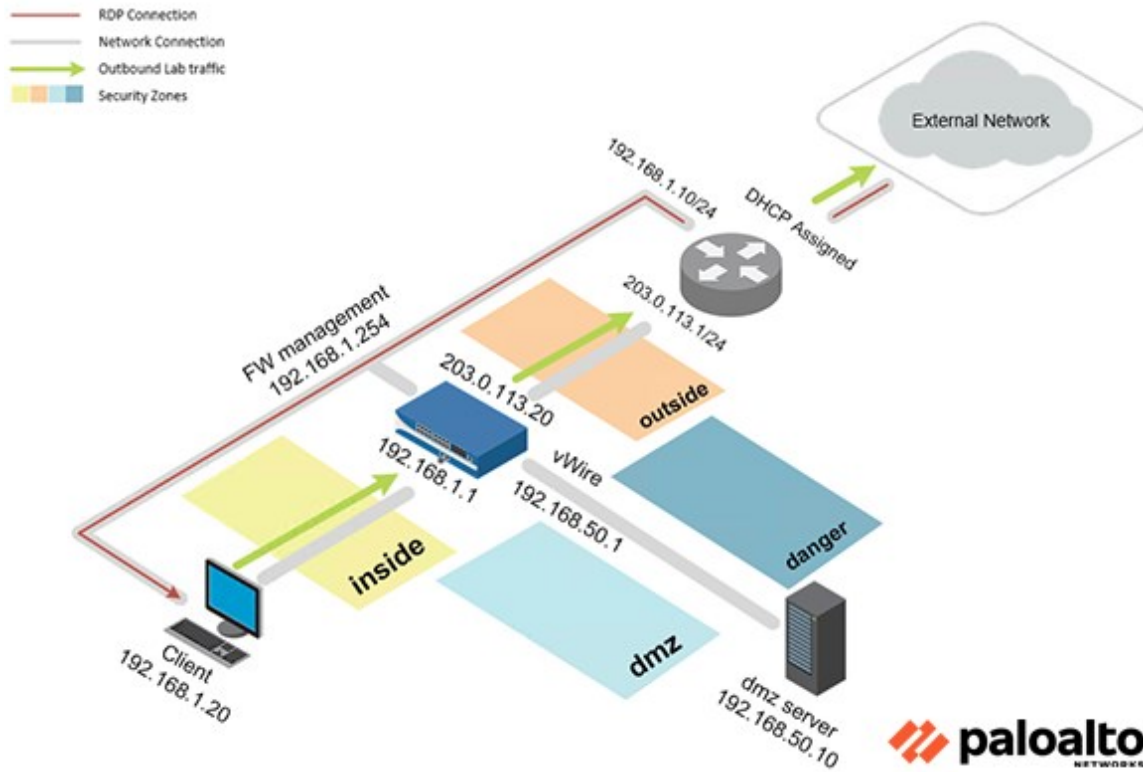 RDP Connection
Network Connection
Outbound Lab traffic
Security Zones
External Network
192.168.1.10/24
DHCP Assigned
203.0.113.1/24
FW management
192.168.1.254
203.0.113.20
outside
192.168.1.1
vWire
192.168.50.1
danger
inside
dmz
Client
192.168.1.20
dmz server
192.168.50.10
paloalto
NETWORKS